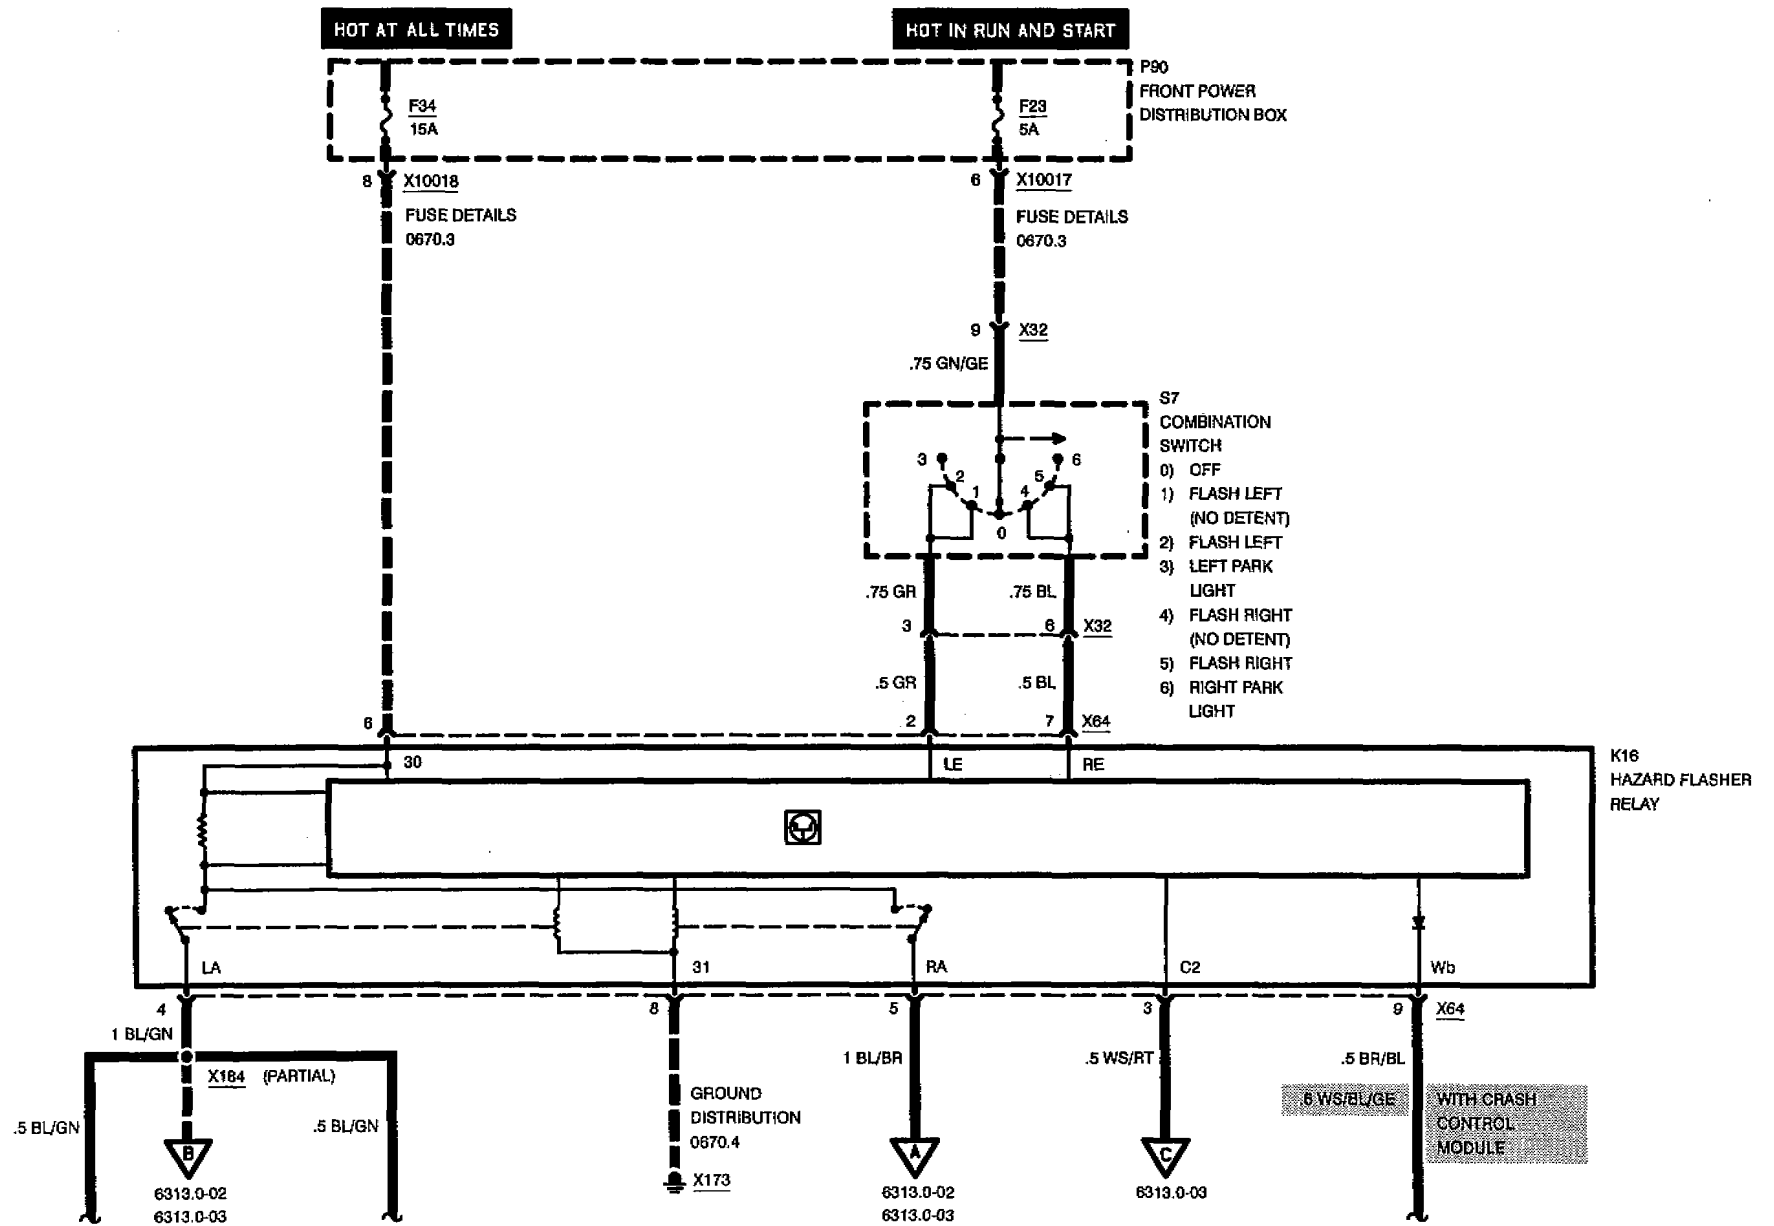 HOT AT ALL TIMES
HOT IN RUN AND START
P90
FRONT POWER
DISTRIBUTION BOX
F34
15A
F23
5A
8 X10018
6 X10017
FUSE DETAILS
0670.3
FUSE DETAILS
0670.3
9 X32
.75 GN/GE
S7
COMBINATION
SWITCH
0) OFF
1) FLASH LEFT
(NO DETENT)
2) FLASH LEFT
3) LEFT PARK
LIGHT
4) FLASH RIGHT
(NO DETENT)
5) FLASH RIGHT
6) RIGHT PARK
LIGHT
3 6
2 5
1 4
0
.75 GR .75 BL
3 6 X32
.5 GR .5 BL
6 2 7 X64
30 LE RE
K16
HAZARD FLASHER
RELAY
LA 31 RA C2 Wb
4 8 5 3 9 X64
1 BL/GN
1 BL/BR .5 WS/RT .5 BR/BL
X184 (PARTIAL)
GROUND
DISTRIBUTION
0670.4
.5 WS/BL/GE WITH CRASH
CONTROL
MODULE
.5 BL/GN .5 BL/GN
B A C
X173
6313.0-02
6313.0-03
6313.0-02
6313.0-03
6313.0-03